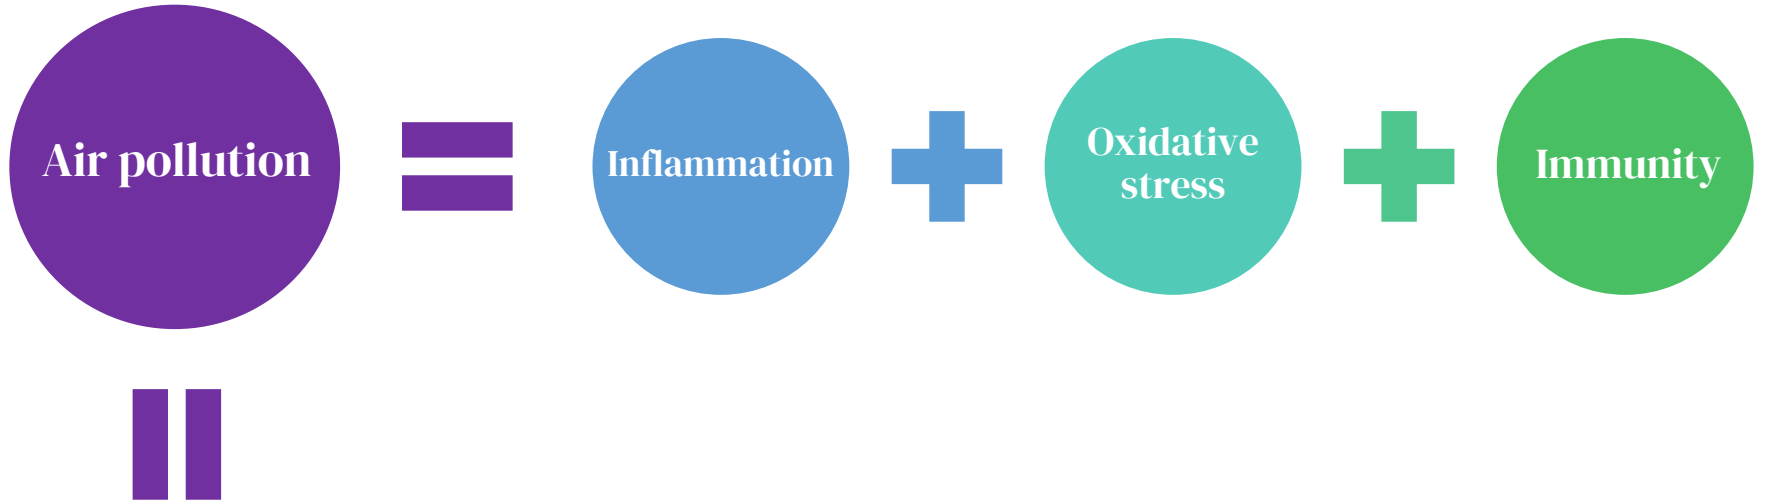 Air pollution
Inflammation
Oxidative
stress
Immunity